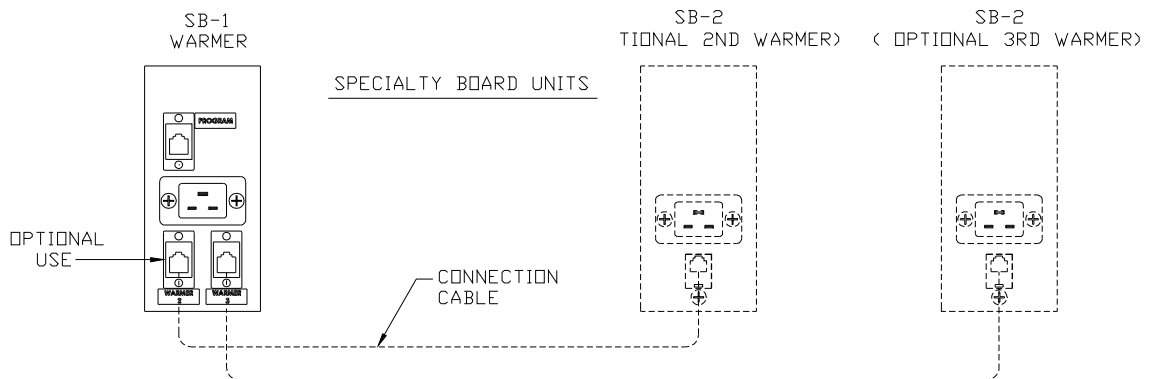 SB-1
WARMER
SB-2
TIONAL 2ND WARMER)
SB-2
( OPTIONAL 3RD WARMER)
SPECIALTY BOARD UNITS
PROGRAM
OPTIONAL
USE
WARMER
2
WARMER
3
CONNECTION
CABLE